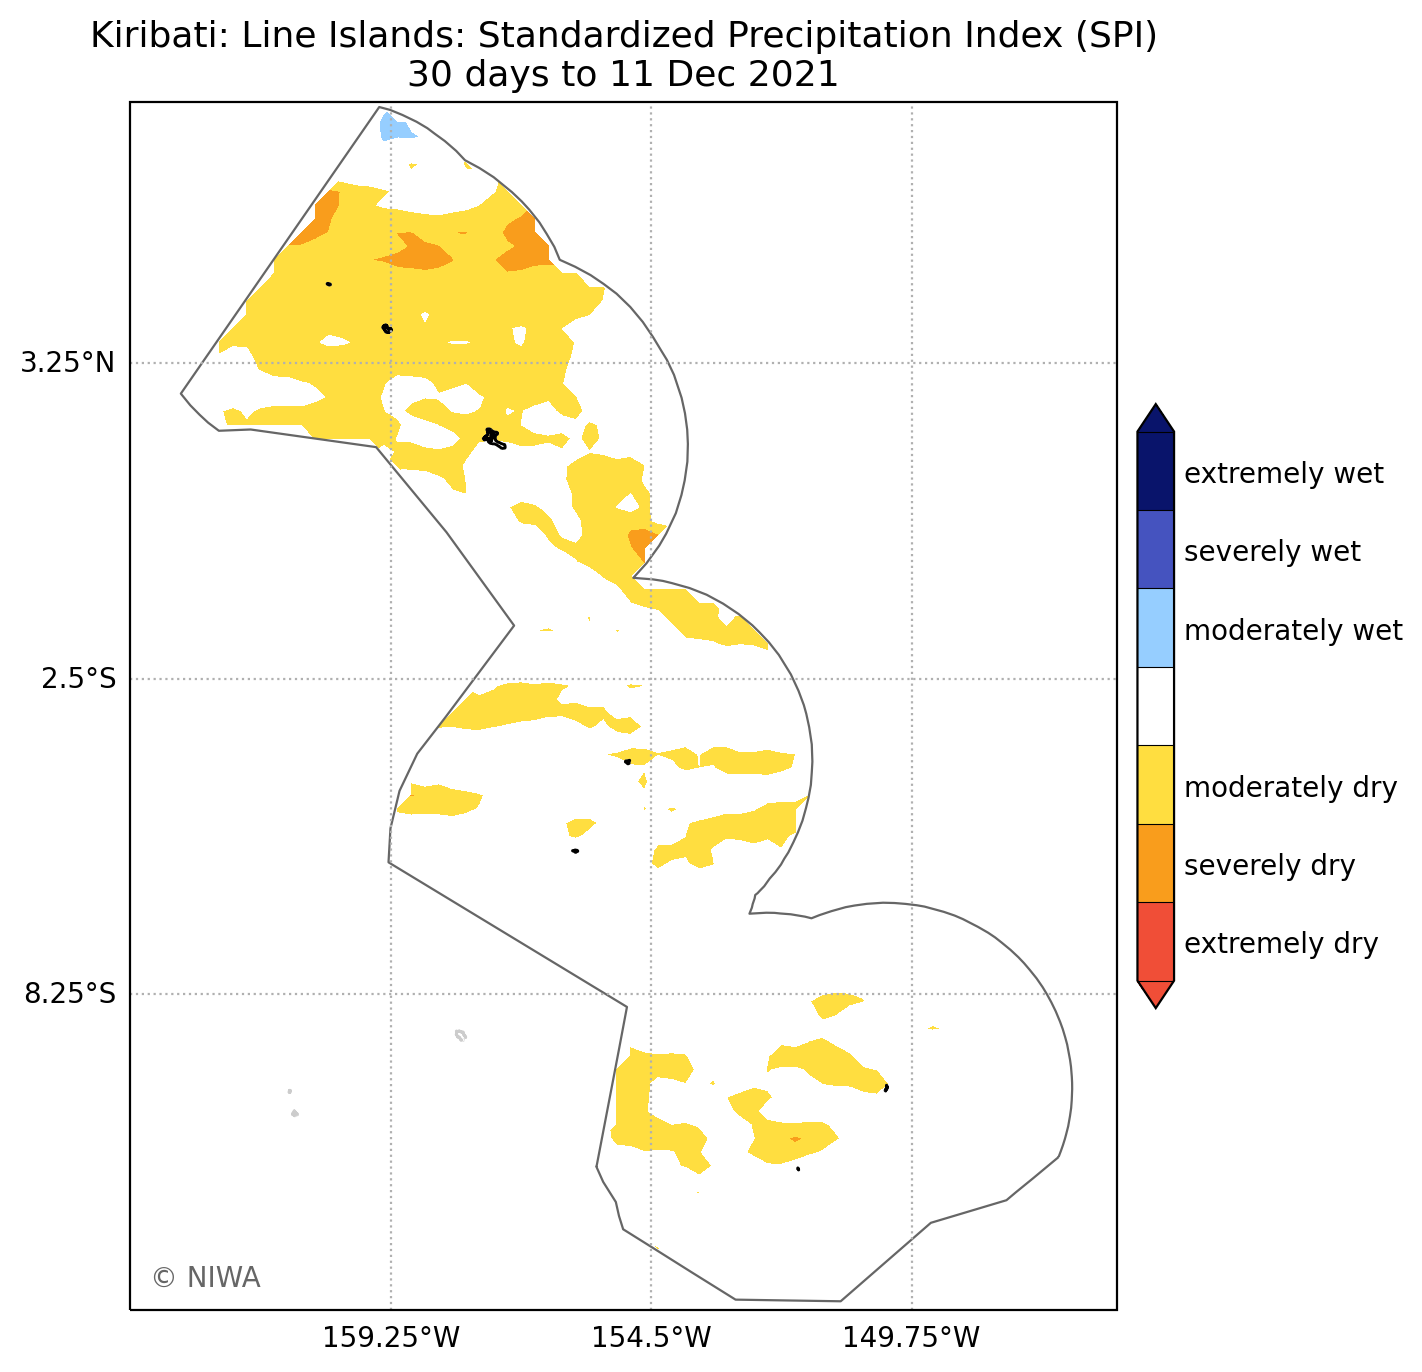 Kiribati: Line Islands: Standardized Precipitation Index (SPI)
30 days to 11 Dec 2021
3.25°N
2.5°S
8.25°S
159.25°W
154.5°W
149.75°W
extremely wet
severely wet
moderately wet
moderately dry
severely dry
extremely dry
© NIWA